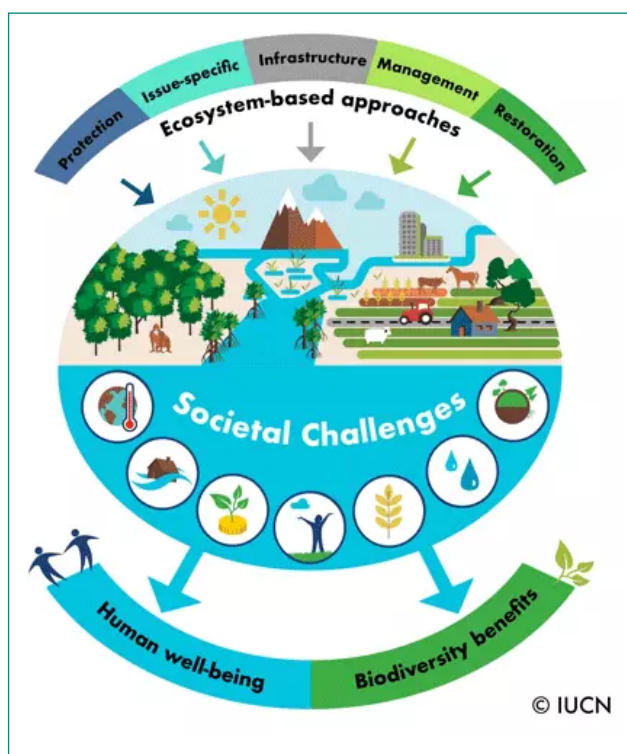 Protection
Issue-specific
Infrastructure
Management
Restoration
Ecosystem-based approaches
Societal Challenges
Human well-being
Biodiversity benefits
© IUCN